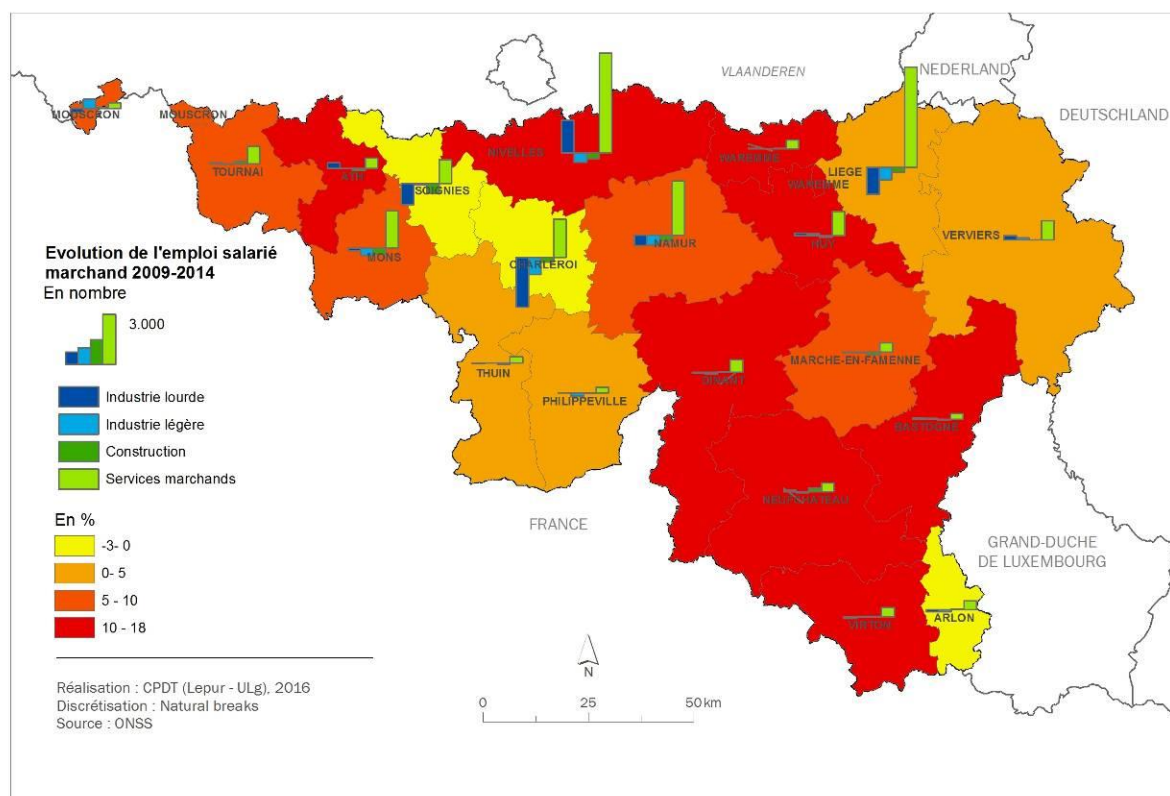 VLAANDEREN
NEDERLAND
DEUTSCHLAND
MOUSCRON
MOUSCRON
NIVELLES
WAREMME
TOURNAI
ATH
SOIGNIES
LIEGE
WAREMME
VERVIERS
MONS
CHARLEROI
NAMUR
HUY
Evolution de l'emploi salarié
marchand 2009-2014
En nombre
3.000
Industrie lourde
Industrie légère
Construction
Services marchands
THUIN
PHILIPPEVILLE
DINANT
MARCHE-EN-FAMENNE
BASTOGNE
NEUFCHATEAU
FRANCE
GRAND-DUCHE
DE LUXEMBOURG
En %
-3- 0
0- 5
5 - 10
10 - 18
VIRTON
ARLON
N
Réalisation : CPDT (Lepur - ULg), 2016
Discrétisation : Natural breaks
Source : ONSS
0 25 50 km